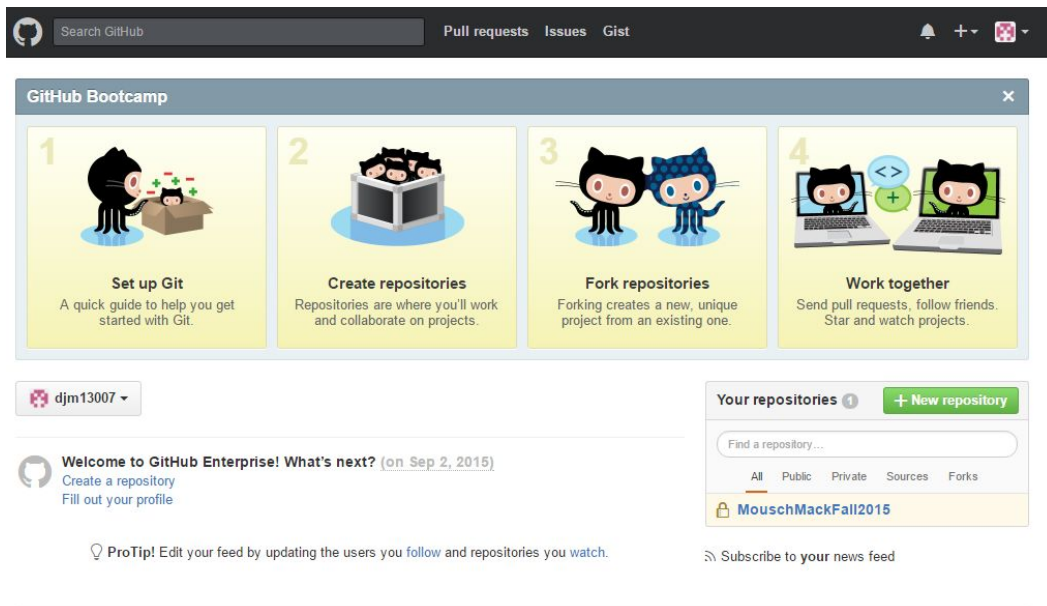 Search GitHub
Pull requests Issues Gist
GitHub Bootcamp
1
Set up Git
A quick guide to help you get
started with Git.
2
Create repositories
Repositories are where you'll work
and collaborate on projects.
3
Fork repositories
Forking creates a new, unique
project from an existing one.
4
Work together
Send pull requests, follow friends.
Star and watch projects.
djm13007
Welcome to GitHub Enterprise! What's next? (on Sep 2, 2015)
Create a repository
Fill out your profile
ProTip! Edit your feed by updating the users you follow and repositories you watch.
Your repositories 1
+ New repository
Find a repository...
All Public Private Sources Forks
MouschMackFall2015
Subscribe to your news feed